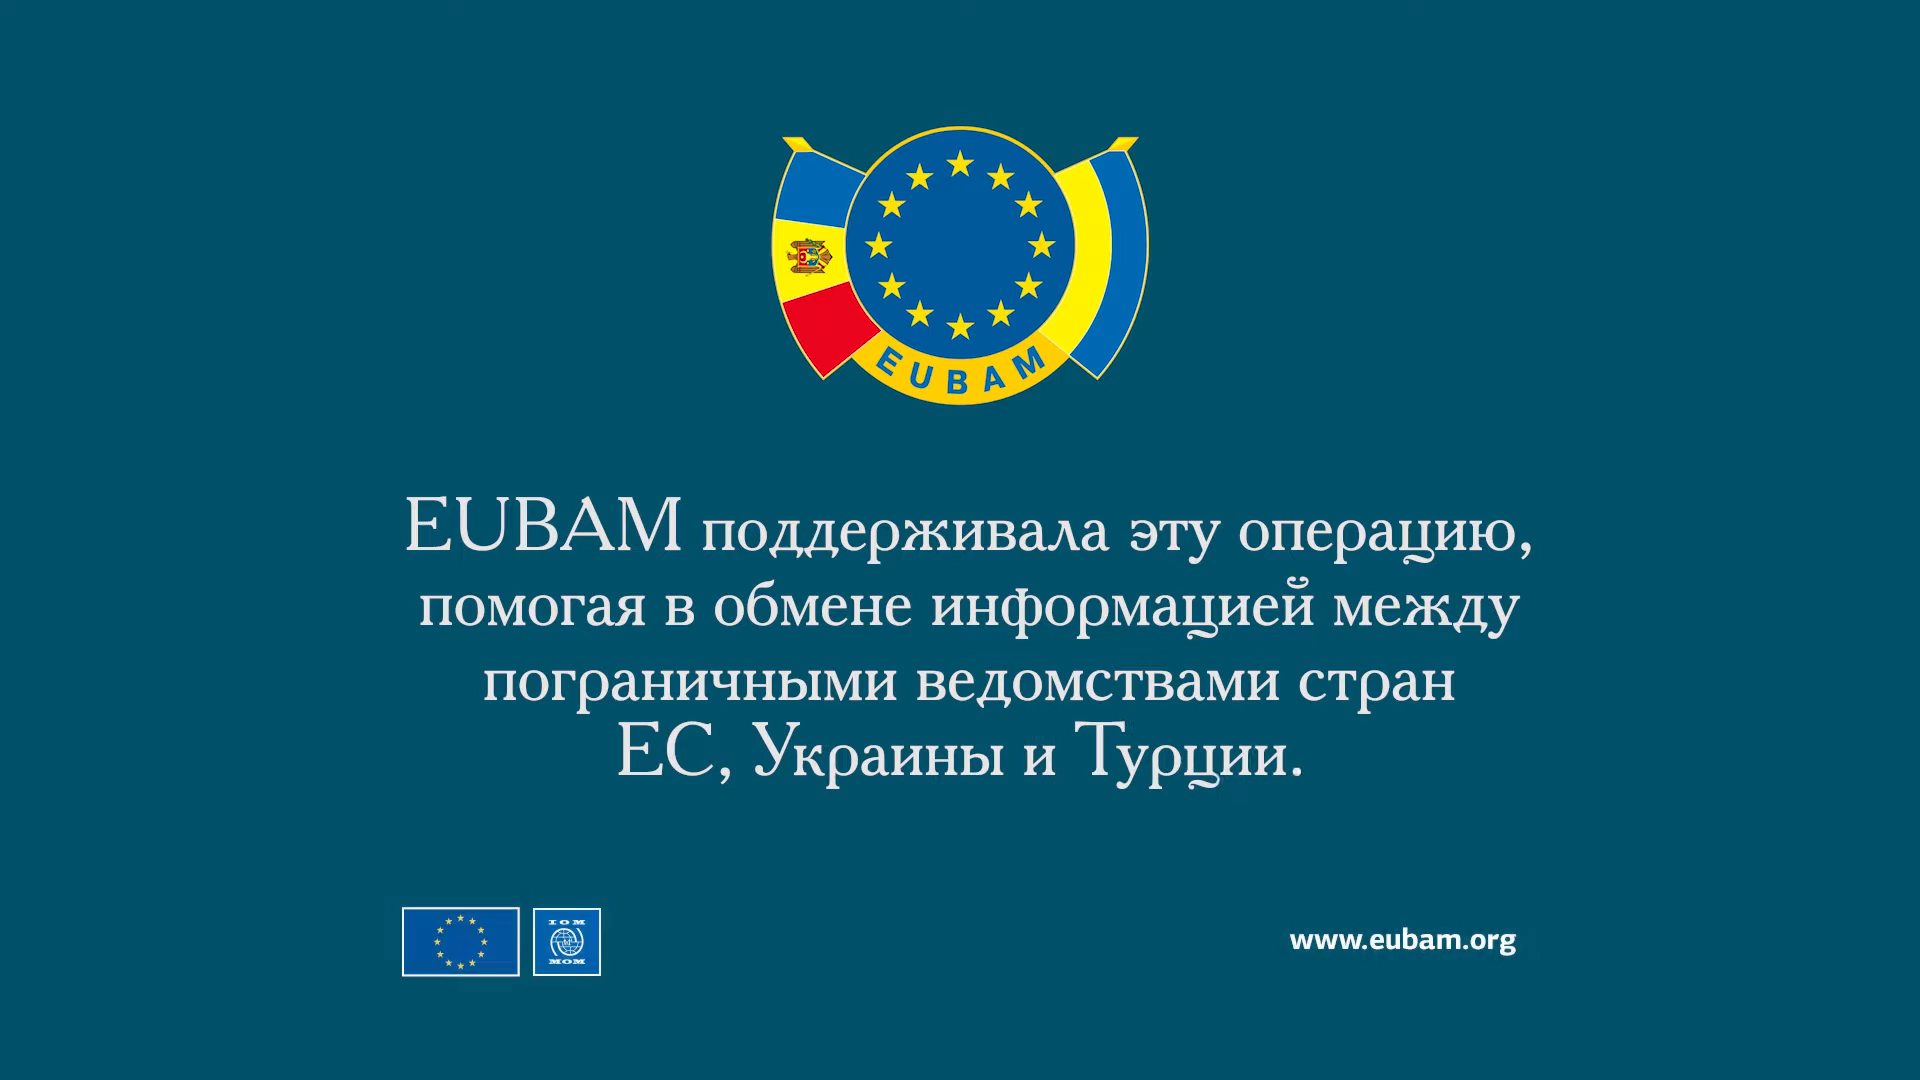 EUBAM
EUBAM поддерживала эту операцию,
помогая в обмене информацией между
пограничными ведомствами стран
ЕС, Украины и Турции.
IOM
MOM
www.eubam.org